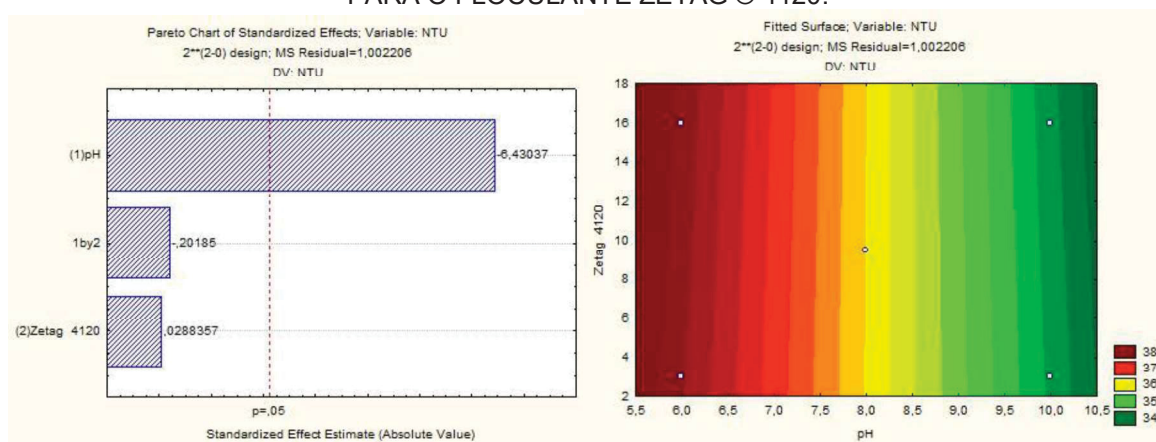 PARA O FLOCULANTE ZETAG ® 4120.
Pareto Chart of Standardized Effects; Variable: NTU
2**(2-0) design; MS Residual=1,002206
DV: NTU
(1)pH
-6,43037
1by2
-,20185
(2)Zetag 4120
,0288357
p=,05
Standardized Effect Estimate (Absolute Value)
Fitted Surface; Variable: NTU
2**(2-0) design; MS Residual=1,002206
DV: NTU
18
16
14
12
10
8
6
4
2
Zetag 4120
5,5 6,0 6,5 7,0 7,5 8,0 8,5 9,0 9,5 10,0 10,5
pH
38
37
36
35
34